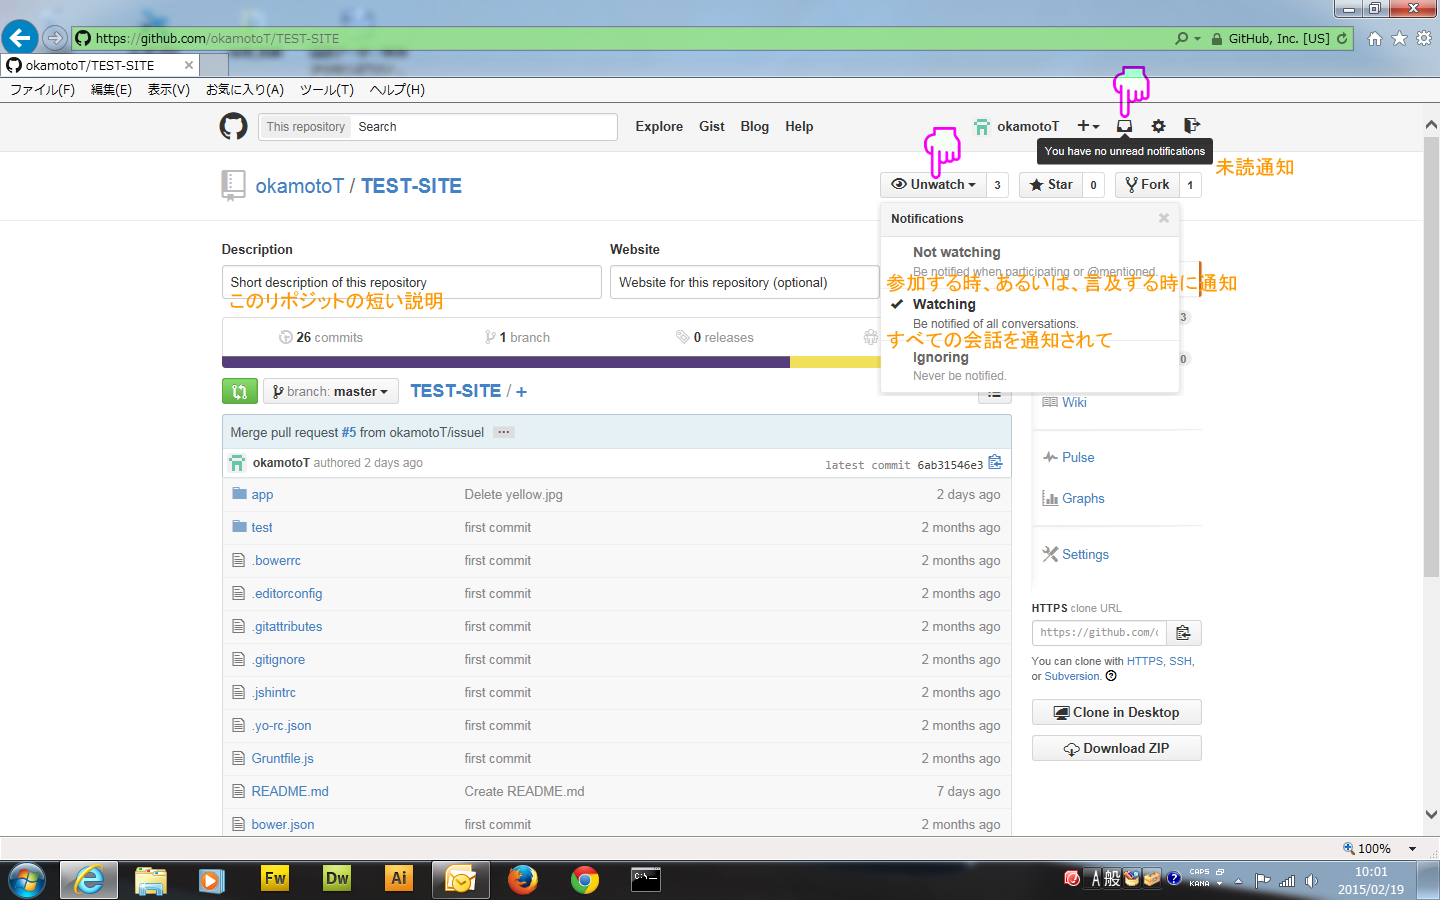 https://github.com/okamotoT/TEST-SITE
GitHub, Inc. [US]
okamotoT/TEST-SITE
ファイル(F) 編集(E) 表示(V) お気に入り(A) ツール(T) ヘルプ(H)
This repository Search
Explore Gist Blog Help
okamotoT
You have no unread notifications
未読通知
okamotoT / TEST-SITE
Unwatch 3
Star 0
Fork 1
Notifications
Not watching
Be notified when participating or @mentioned.
参加する時、あるいは、言及する時に通知
Watching
Be notified of all conversations.
すべての会話を通知されて
Ignoring
Never be notified.
Description Website
Short description of this repository Website for this repository (optional)
このリポジットの短い説明
26 commits 1 branch 0 releases
3
0
branch: master TEST-SITE / +
Merge pull request #5 from okamotoT/issuel
okamotoT authored 2 days ago latest commit 6ab31546e3
app Delete yellow.jpg 2 days ago
test first commit 2 months ago
.bowerrc first commit 2 months ago
.editorconfig first commit 2 months ago
.gitattributes first commit 2 months ago
.gitignore first commit 2 months ago
.jshintrc first commit 2 months ago
.yo-rc.json first commit 2 months ago
Gruntfile.js first commit 2 months ago
README.md Create README.md 7 days ago
bower.json first commit 2 months ago
Wiki
Pulse
Graphs
Settings
HTTPS clone URL
https://github.com/
You can clone with HTTPS, SSH,
or Subversion.
Clone in Desktop
Download ZIP
100%
Fw Dw Ai
A 般
CAPS
KANA
10:01
2015/02/19